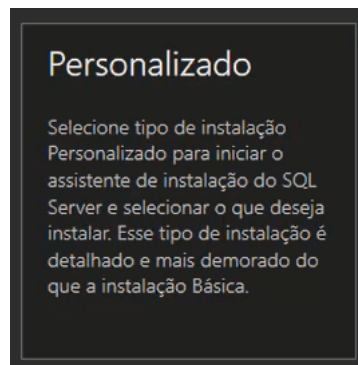 Personalizado
Selecione tipo de instalação
Personalizado para iniciar o
assistente de instalação do SQL
Server e selecionar o que deseja
instalar. Esse tipo de instalação é
detalhado e mais demorado do
que a instalação Básica.